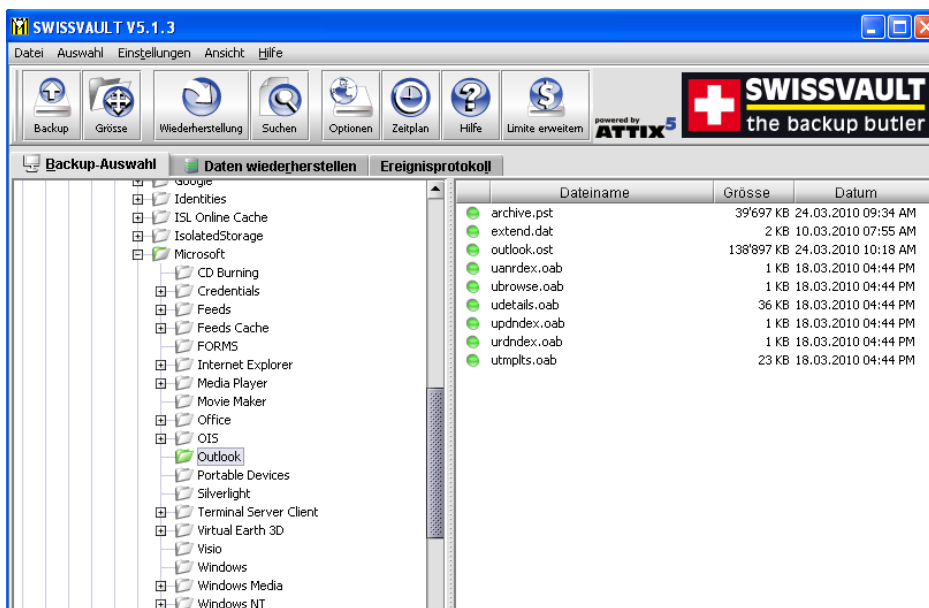 SWISSVAULT V5.1.3
Datei Auswahl Einstellungen Ansicht Hilfe
Backup Grösse Wiederherstellung Suchen Optionen Zeitplan Hilfe Limite erweitern
powered by
ATTIX5
SWISSVAULT
the backup butler
Backup-Auswahl Daten wiederherstellen Ereignisprotokoll
Google
Identities
ISL Online Cache
IsolatedStorage
Microsoft
CD Burning
Credentials
Feeds
Feeds Cache
FORMS
Internet Explorer
Media Player
Movie Maker
Office
OIS
Outlook
Portable Devices
Silverlight
Terminal Server Client
Virtual Earth 3D
Visio
Windows
Windows Media
Windows NT
Dateiname Grösse Datum
archive.pst 39'697 KB 24.03.2010 09:34 AM
extend.dat 2 KB 10.03.2010 07:55 AM
outlook.ost 138'897 KB 24.03.2010 10:18 AM
uanrdex.oab 1 KB 18.03.2010 04:44 PM
ubrowse.oab 1 KB 18.03.2010 04:44 PM
udetails.oab 36 KB 18.03.2010 04:44 PM
updndex.oab 1 KB 18.03.2010 04:44 PM
urdndex.oab 1 KB 18.03.2010 04:44 PM
utmplts.oab 23 KB 18.03.2010 04:44 PM